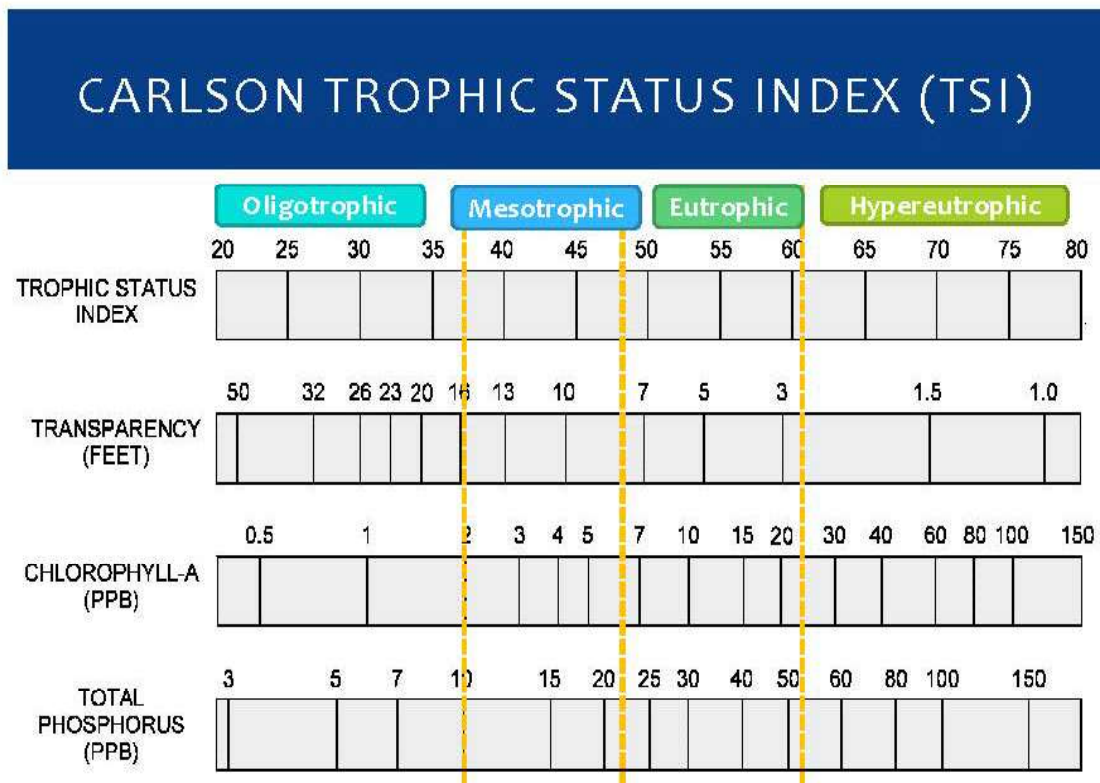 CARLSON TROPHIC STATUS INDEX (TSI)
Oligotrophic Mesotrophic Eutrophic Hypereutrophic
20 25 30 35 40 45 50 55 60 65 70 75 80
TROPHIC STATUS
INDEX
50 32 26 23 20 16 13 10 7 5 3 1.5 1.0
TRANSPARENCY
(FEET)
0.5 1 2 3 4 5 7 10 15 20 30 40 60 80 100 150
CHLOROPHYLL-A
(PPB)
3 5 7 10 15 20 25 30 40 50 60 80 100 150
TOTAL
PHOSPHORUS
(PPB)